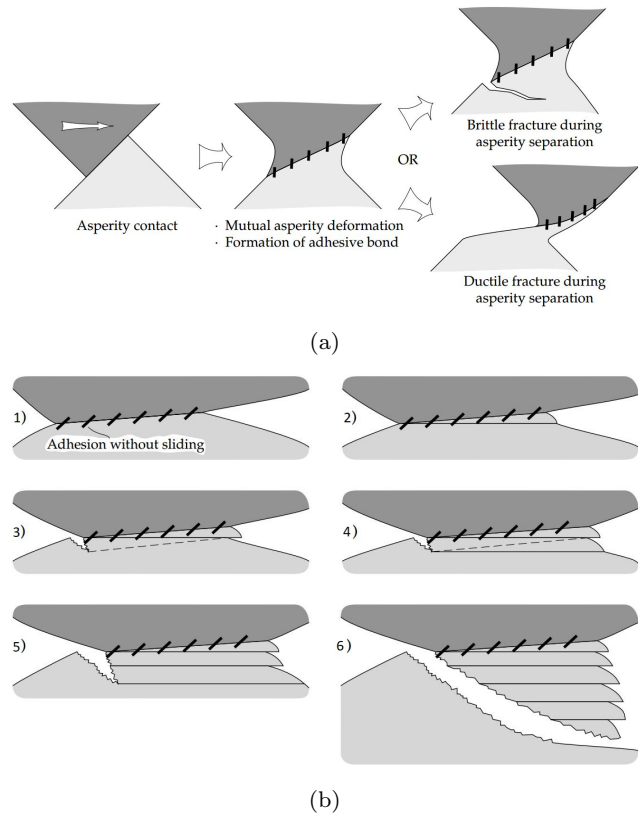 Asperity contact
· Mutual asperity deformation
· Formation of adhesive bond
OR
Brittle fracture during
asperity separation
Ductile fracture during
asperity separation
(a)
1)
Adhesion without sliding
2)
3)
4)
5)
6)
(b)